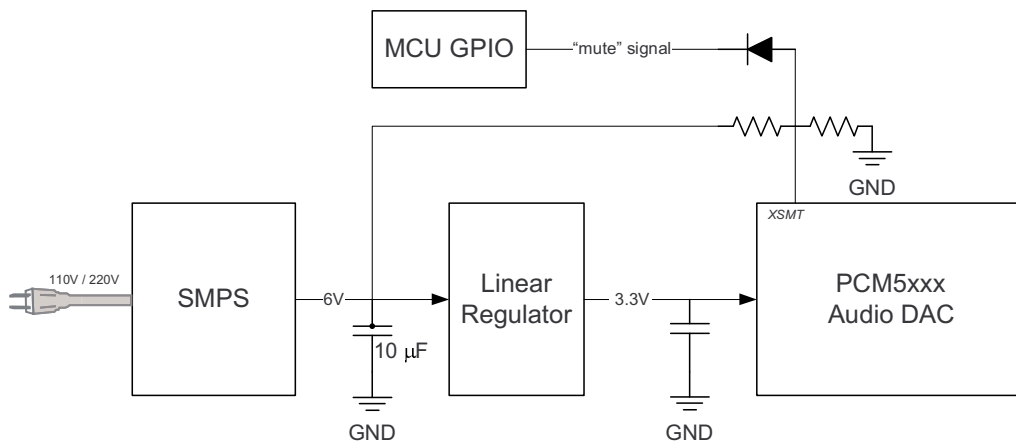 MCU GPIO
“mute” signal
GND
XSMT
110V / 220V
SMPS
6V
Linear
Regulator
3.3V
PCM5xxx
Audio DAC
10 μF
GND
GND